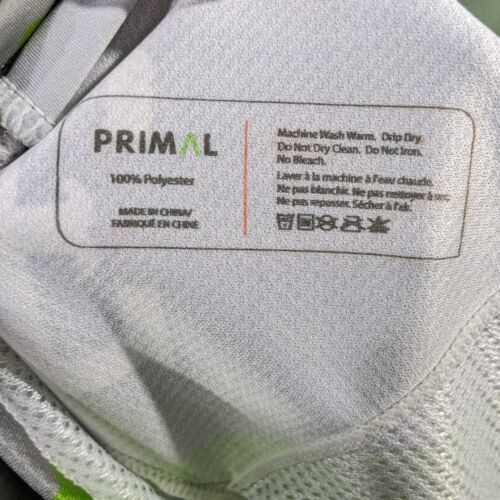 PRIMAL
100% Polyester
MADE IN CHINA/
FABRIQUÉ EN CHINE
Machine Wash Warm. Drip Dry.
Do Not Dry Clean. Do Not Iron.
No Bleach.
Laver à la machine à l'eau chaude.
Ne pas blanchir. Ne pas nettoyer à sec.
Ne pas repasser. Sécher à l'air.